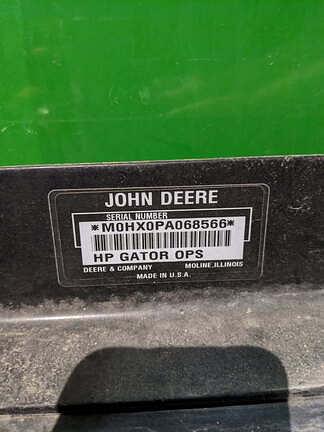 JOHN DEERE
SERIAL NUMBER
*M0HX0PA068566*
HP GATOR OPS
DEERE & COMPANY MOLINE,ILLINOIS
MADE IN U.S.A.